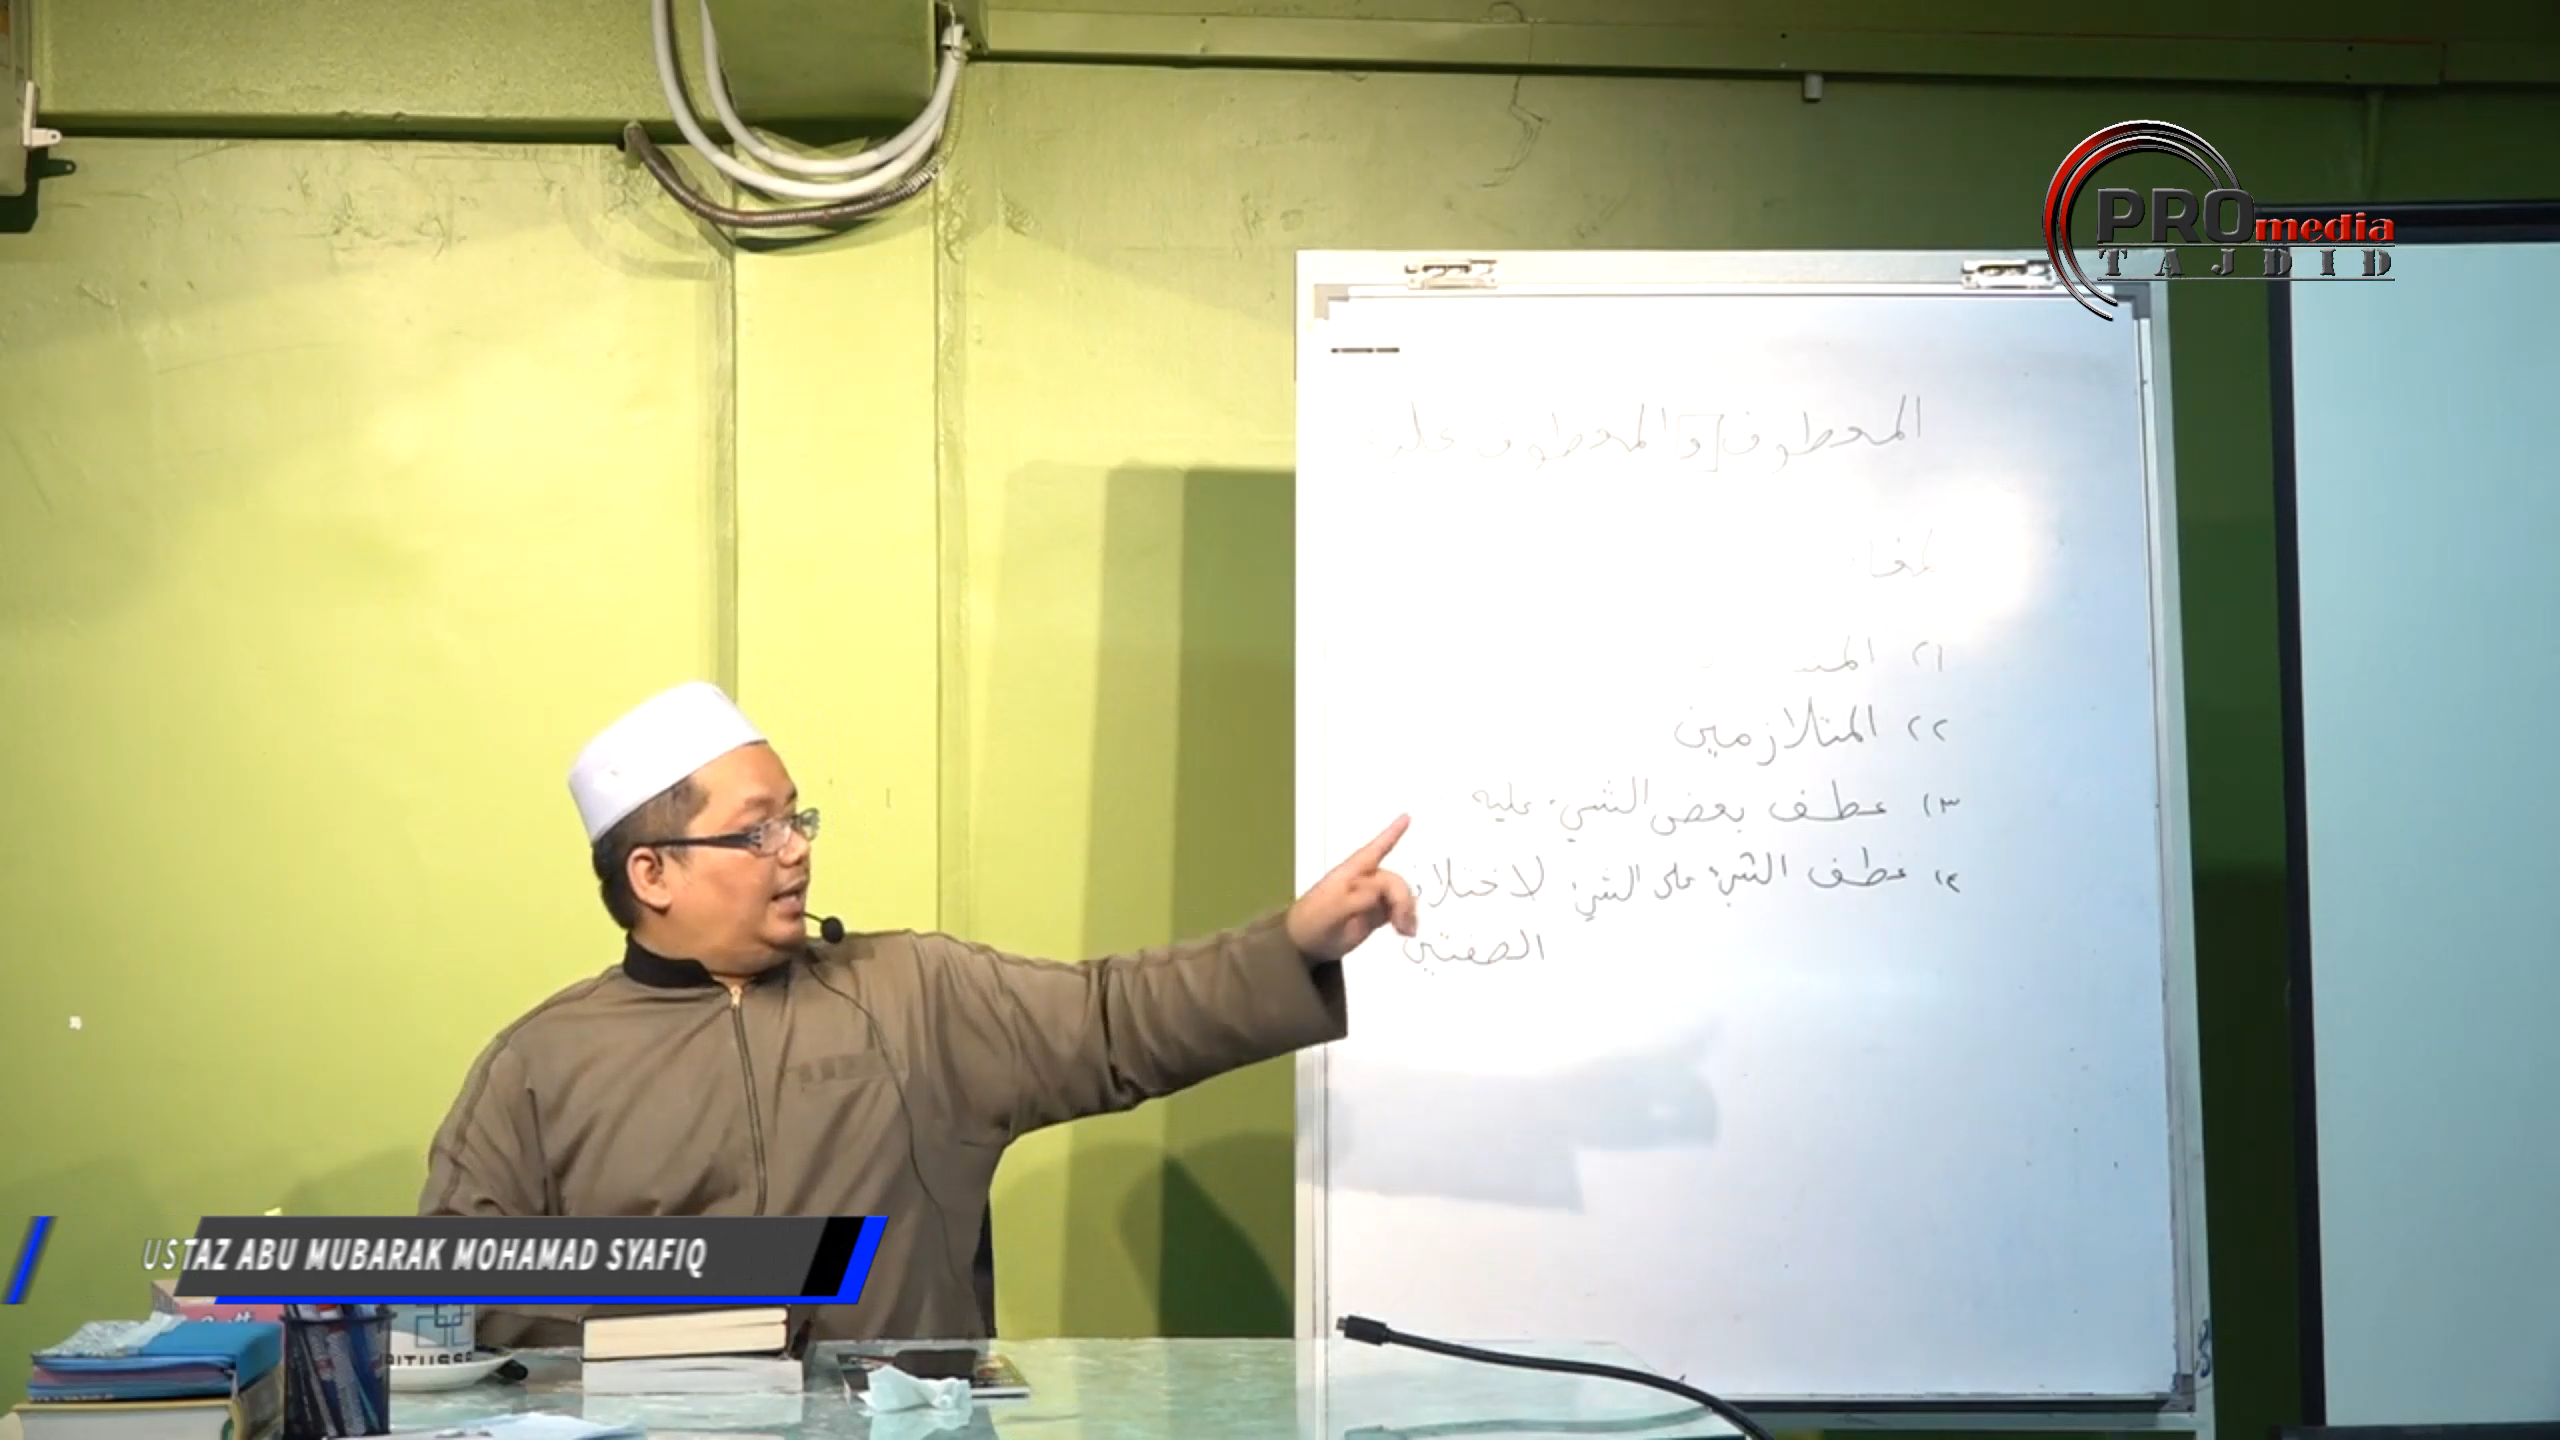 PROmedia
TAJDID
المعطوف و المعطوف عليه
(٢ المتلازمين
(٣ عطف بعض الشيء عليه
(٤ عطف الشيء على الشيء لاختلاف
الصفتين
USTAZ ABU MUBARAK MOHAMAD SYAFIQ